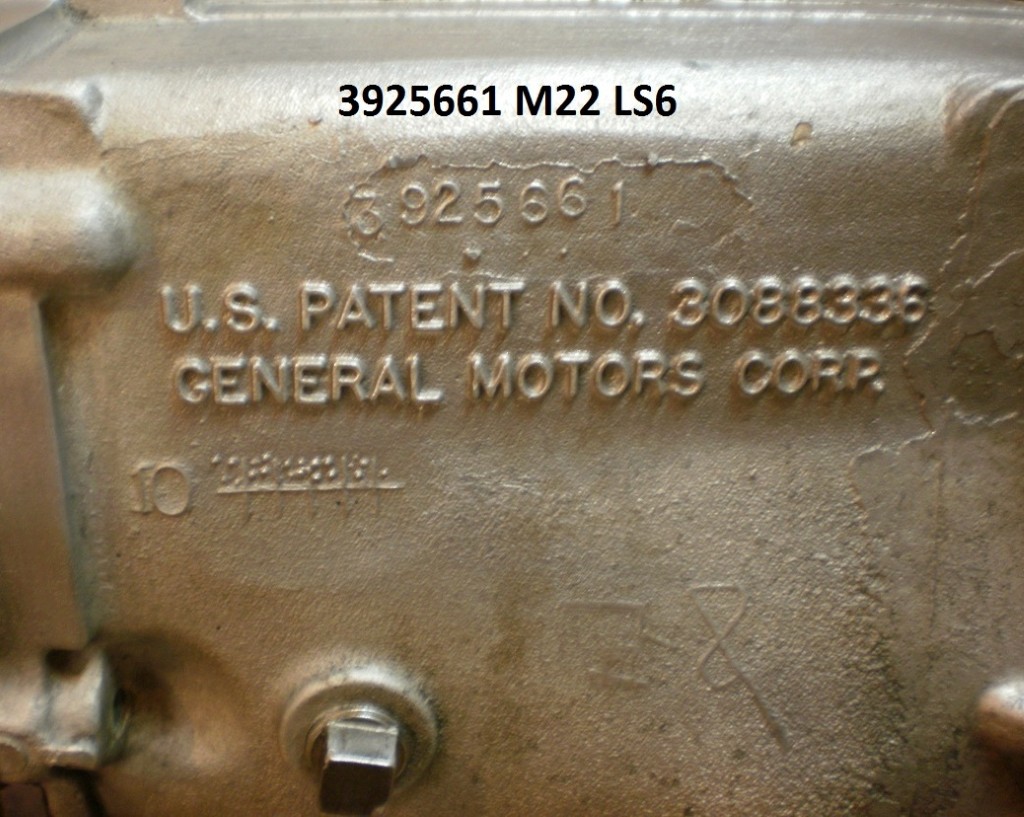 3925661 M22 LS6
3925661
U.S. PATENT NO. 3088336
GENERAL MOTORS CORP.
10